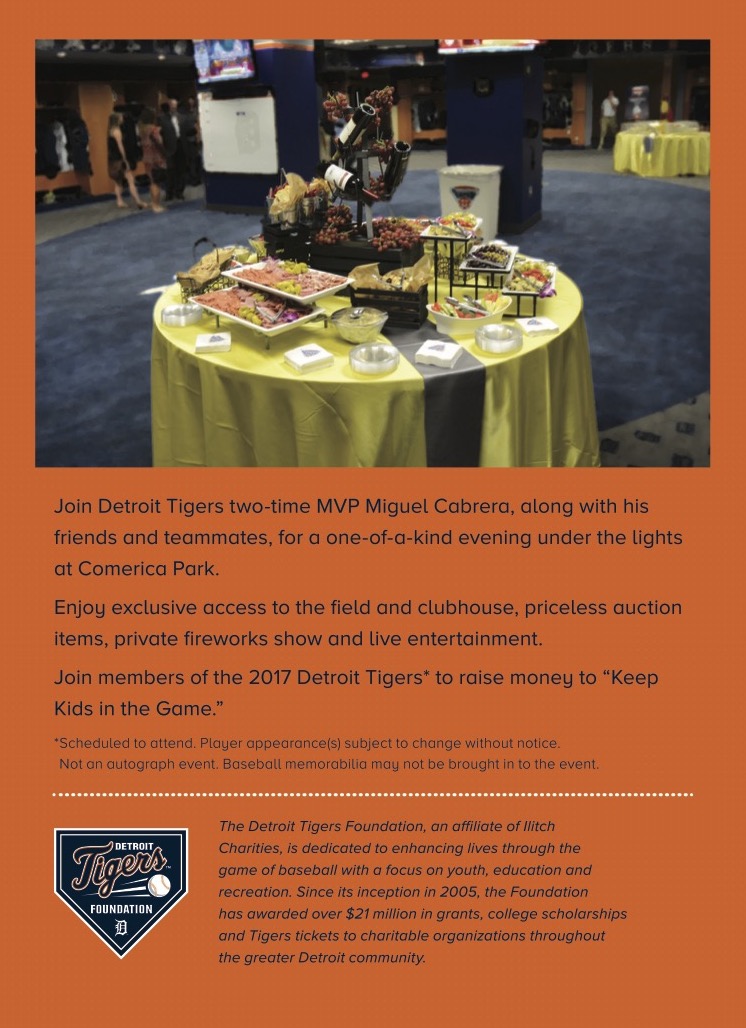 Join Detroit Tigers two-time MVP Miguel Cabrera, along with his
friends and teammates, for a one-of-a-kind evening under the lights
at Comerica Park.
Enjoy exclusive access to the field and clubhouse, priceless auction
items, private fireworks show and live entertainment.
Join members of the 2017 Detroit Tigers* to raise money to “Keep
Kids in the Game.”
*Scheduled to attend. Player appearance(s) subject to change without notice.
Not an autograph event. Baseball memorabilia may not be brought in to the event.
DETROIT
Tigers™
FOUNDATION
D
The Detroit Tigers Foundation, an affiliate of Ilitch
Charities, is dedicated to enhancing lives through the
game of baseball with a focus on youth, education and
recreation. Since its inception in 2005, the Foundation
has awarded over $21 million in grants, college scholarships
and Tigers tickets to charitable organizations throughout
the greater Detroit community.